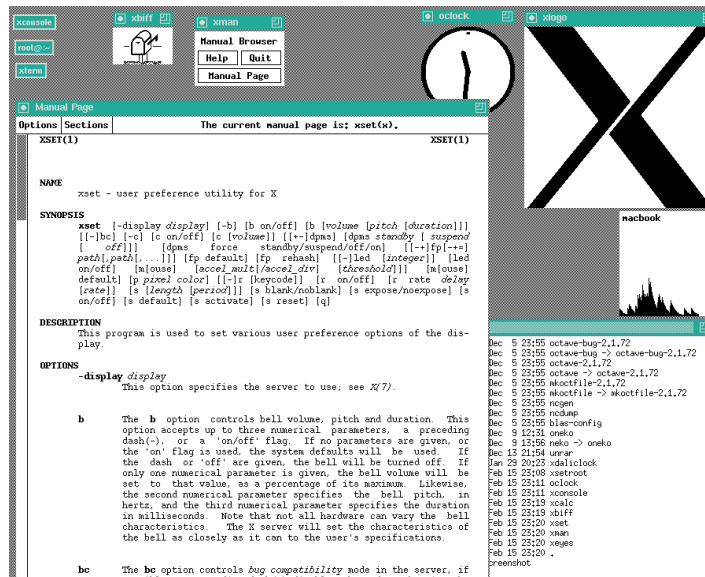 xconsole
root@:~
xterm
xbiff
xman
Manual Browser
Help Quit
Manual Page
oclock
xlogo
Manual Page
Options Sections The current manual page is: xset(x).
XSET(1) XSET(1)
NAME
xset - user preference utility for X
SYNOPSIS
xset [-display display] [-b] [b on/off] [b [volume [pitch [duration]]]
[[-]bc] [-c] [c on/off] [c [volume]] [[+-]dpms] [dpms standby [ suspend
[ off]]] [dpms force standby/suspend/off/on] [[-+]fp[-+=]
path[,path[,...]]] [fp default] [fp rehash] [[-]led [integer]] [led
on/off] [m[ouse] [accel_mult[/accel_div] [threshold]]] [m[ouse]
default] [p pixel color] [[-]r [keycode]] [r on/off] [r rate delay
[rate]] [s [length [period]]] [s blank/noblank] [s expose/noexpose] [s
on/off] [s default] [s activate] [s reset] [q]
DESCRIPTION
This program is used to set various user preference options of the dis-
play.
OPTIONS
-display display
This option specifies the server to use; see X(7).
b The b option controls bell volume, pitch and duration. This
option accepts up to three numerical parameters, a preceding
dash(-), or a 'on/off' flag. If no parameters are given, or
the 'on' flag is used, the system defaults will be used. If
the dash or 'off' are given, the bell will be turned off. If
only one numerical parameter is given, the bell volume will be
set to that value, as a percentage of its maximum. Likewise,
the second numerical parameter specifies the bell pitch, in
hertz, and the third numerical parameter specifies the duration
in milliseconds. Note that not all hardware can vary the bell
characteristics. The X server will set the characteristics of
the bell as closely as it can to the user's specifications.
bc The bc option controls bug compatibility mode in the server, if
macbook
Dec 5 23:55 octave-bug-2.1.72
Dec 5 23:55 octave-bug -> octave-bug-2.1.72
Dec 5 23:55 octave-2.1.72
Dec 5 23:55 octave -> octave-2.1.72
Dec 5 23:55 mkoctfile-2.1.72
Dec 5 23:55 mkoctfile -> mkoctfile-2.1.72
Dec 5 23:55 ncgen
Dec 5 23:55 ncdump
Dec 5 23:55 blas-config
Dec 9 12:31 oneko
Dec 9 13:56 neko -> oneko
Dec 13 21:54 unrar
Jan 29 20:23 xdaliclock
Feb 15 23:08 xsetroot
Feb 15 23:11 oclock
Feb 15 23:11 xconsole
Feb 15 23:19 xcalc
Feb 15 23:19 xbiff
Feb 15 23:20 xset
Feb 15 23:20 xman
Feb 15 23:20 xeyes
Feb 15 23:20 .
creenshot